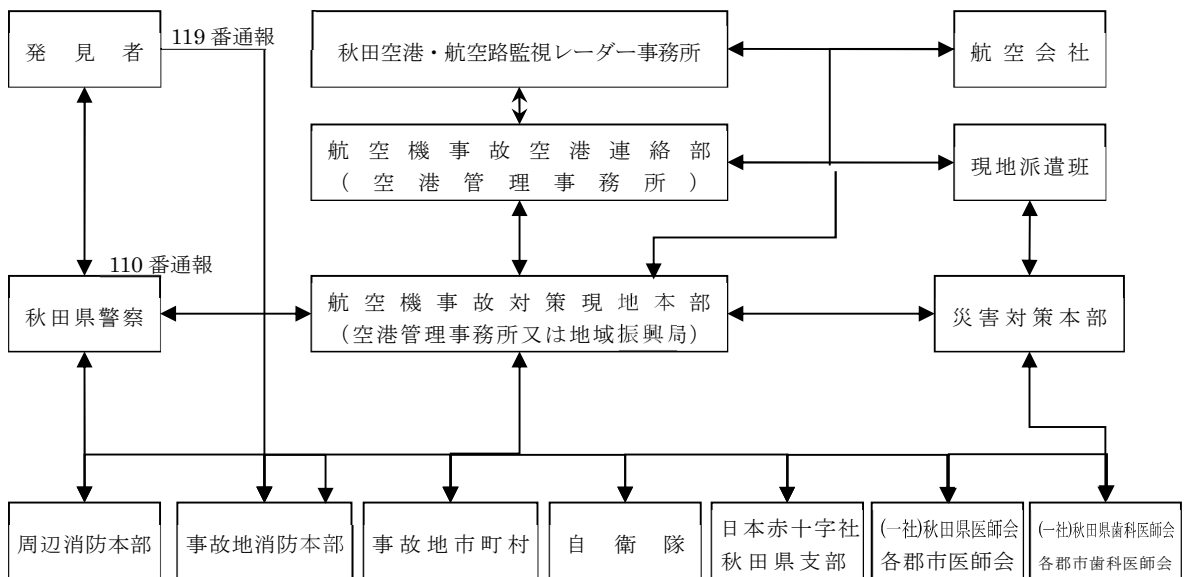 発見者
119番通報
秋田空港・航空路監視レーダー事務所
航空会社
航空機事故空港連絡部
(空港管理事務所)
現地派遣班
110番通報
秋田県警察
航空機事故対策現地本部
(空港管理事務所又は地域振興局)
災害対策本部
周辺消防本部
事故地消防本部
事故地市町村
自衛隊
日本赤十字社
秋田県支部
(一社)秋田県医師会
各郡市医師会
(一社)秋田県歯科医師会
各郡市歯科医師会